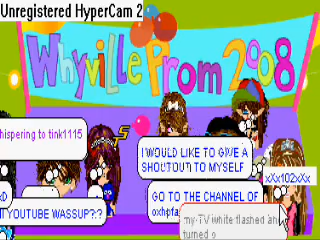 Unregistered HyperCam 2
Whyville Prom 2008
hispering to tink1115
I WOULD LIKE TO GIVE A
SHOUTOUT TO MYSELF
xXx102xXx
GO TO THE CHANNEL OF
YOUTUBE WASSUP?:?
my TV white flashed and
turned